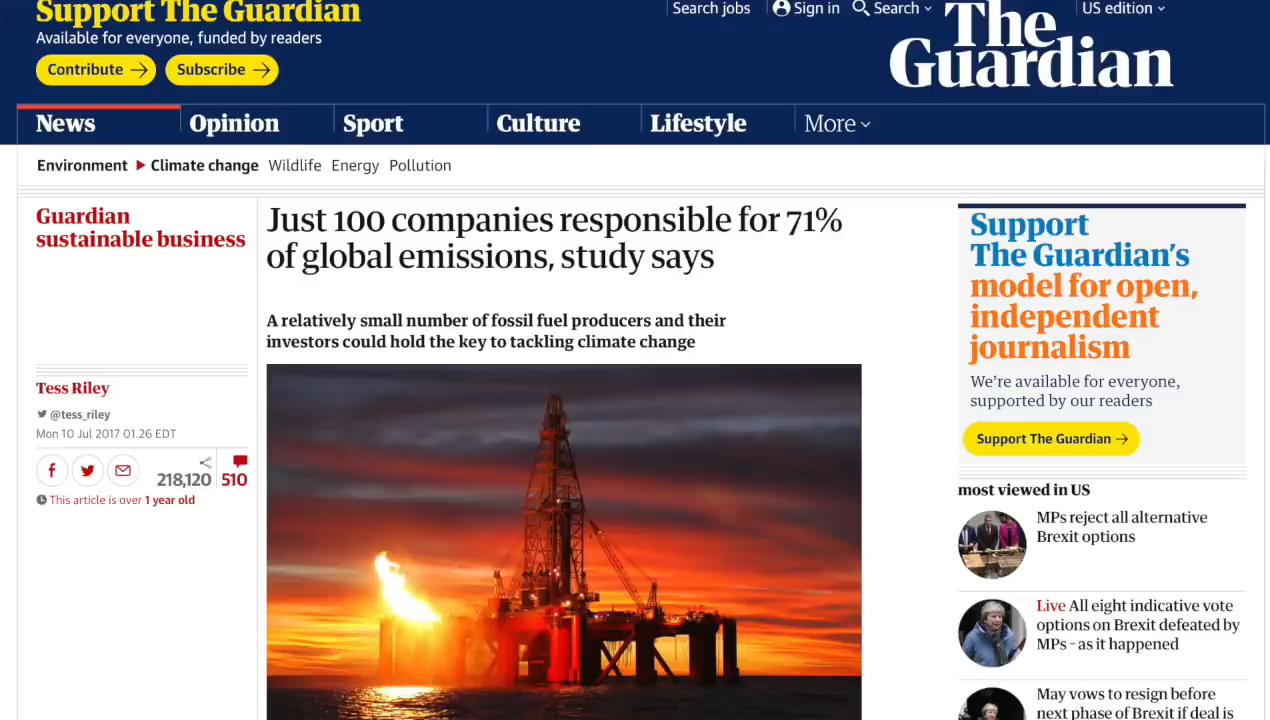 Support The Guardian
Available for everyone, funded by readers
Contribute →
Subscribe →
Search jobs
Sign in
Search
US edition
The
Guardian
News
Opinion
Sport
Culture
Lifestyle
More
Environment
Climate change
Wildlife
Energy
Pollution
Guardian
sustainable business
Just 100 companies responsible for 71%
of global emissions, study says
A relatively small number of fossil fuel producers and their
investors could hold the key to tackling climate change
Tess Riley
@tess_riley
Mon 10 Jul 2017 01.26 EDT
218,120
510
This article is over 1 year old
Support
The Guardian’s
model for open,
independent
journalism
We’re available for everyone,
supported by our readers
Support The Guardian →
most viewed in US
MPs reject all alternative
Brexit options
Live All eight indicative vote
options on Brexit defeated by
MPs – as it happened
May vows to resign before
next phase of Brexit if deal is